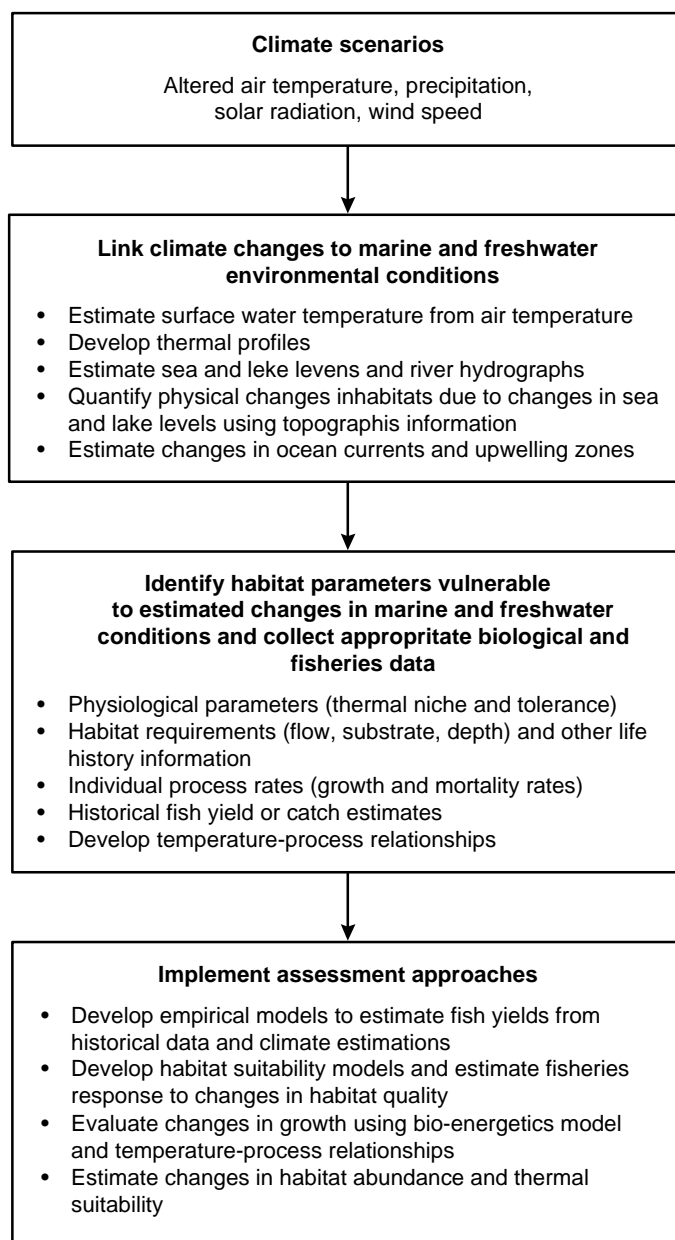 Climate scenarios
Altered air temperature, precipitation,
solar radiation, wind speed
Link climate changes to marine and freshwater
environmental conditions
• Estimate surface water temperature from air temperature
• Develop thermal profiles
• Estimate sea and leke levens and river hydrographs
• Quantify physical changes inhabitats due to changes in sea
and lake levels using topographis information
• Estimate changes in ocean currents and upwelling zones
Identify habitat parameters vulnerable
to estimated changes in marine and freshwater
conditions and collect appropritate biological and
fisheries data
• Physiological parameters (thermal niche and tolerance)
• Habitat requirements (flow, substrate, depth) and other life
history information
• Individual process rates (growth and mortality rates)
• Historical fish yield or catch estimates
• Develop temperature-process relationships
Implement assessment approaches
• Develop empirical models to estimate fish yields from
historical data and climate estimations
• Develop habitat suitability models and estimate fisheries
response to changes in habitat quality
• Evaluate changes in growth using bio-energetics model
and temperature-process relationships
• Estimate changes in habitat abundance and thermal
suitability